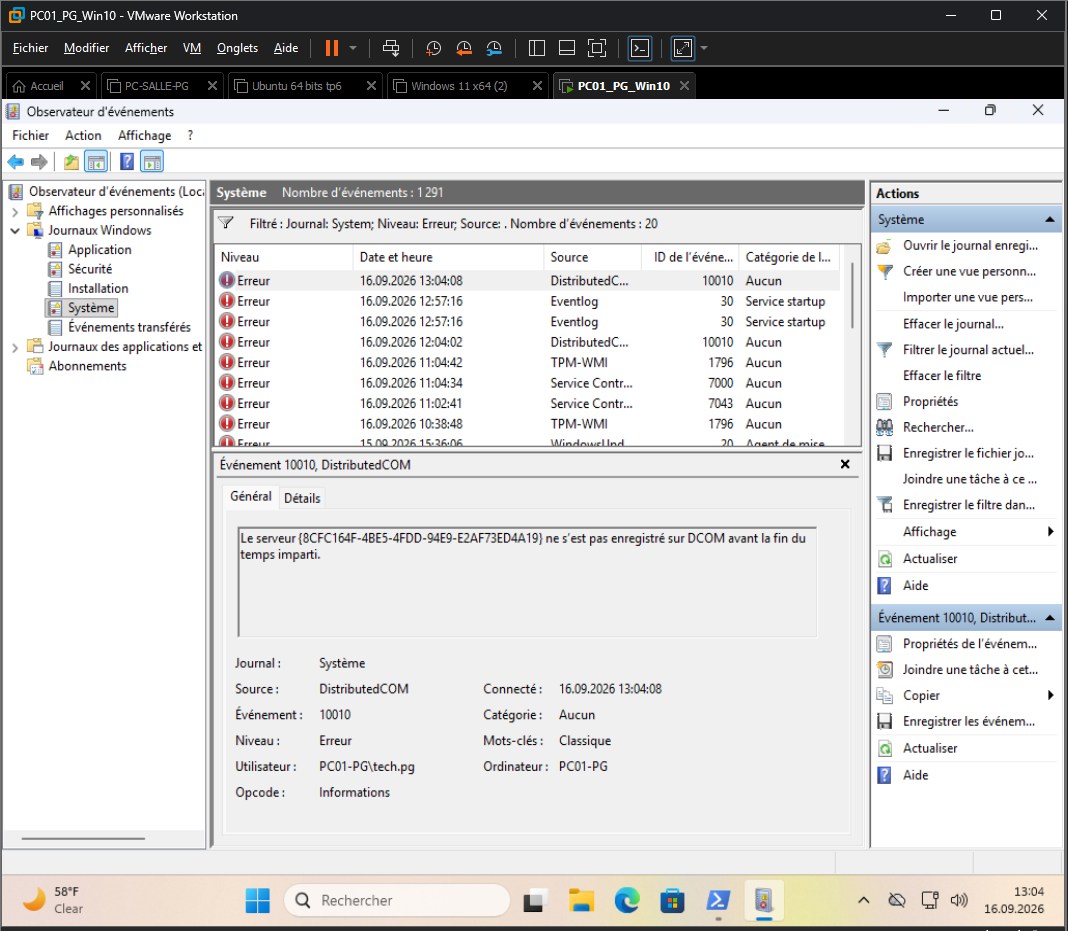 PC01_PG_Win10 - VMware Workstation
Fichier Modifier Afficher VM Onglets Aide
Accueil PC-SALLE-PG Ubuntu 64 bits tp6 Windows 11 x64 (2) PC01_PG_Win10
Observateur d'événements
Fichier Action Affichage ?
Observateur d'événements (Loca
Affichages personnalisés
Journaux Windows
Application
Sécurité
Installation
Système
Événements transférés
Journaux des applications et
Abonnements
Système Nombre d'événements : 1 291
Filtré : Journal: System; Niveau: Erreur; Source: . Nombre d'événements : 20
Niveau Date et heure Source ID de l'événe... Catégorie de l...
Erreur 16.09.2026 13:04:08 DistributedC... 10010 Aucun
Erreur 16.09.2026 12:57:16 Eventlog 30 Service startup
Erreur 16.09.2026 12:57:16 Eventlog 30 Service startup
Erreur 16.09.2026 12:04:02 DistributedC... 10010 Aucun
Erreur 16.09.2026 11:04:42 TPM-WMI 1796 Aucun
Erreur 16.09.2026 11:04:34 Service Contr... 7000 Aucun
Erreur 16.09.2026 11:02:41 Service Contr... 7043 Aucun
Erreur 16.09.2026 10:38:48 TPM-WMI 1796 Aucun
Erreur 15.09.2026 15:36:06 WindowsUpd... 20 Agent de mise...
Événement 10010, DistributedCOM
Général Détails
Le serveur {8CFC164F-4BE5-4FDD-94E9-E2AF73ED4A19} ne s'est pas enregistré sur DCOM avant la fin du
temps imparti.
Journal : Système
Source : DistributedCOM Connecté : 16.09.2026 13:04:08
Événement : 10010 Catégorie : Aucun
Niveau : Erreur Mots-clés : Classique
Utilisateur : PC01-PG\tech.pg Ordinateur : PC01-PG
Opcode : Informations
Actions
Système
Ouvrir le journal enregi...
Créer une vue personn...
Importer une vue pers...
Effacer le journal...
Filtrer le journal actuel...
Effacer le filtre
Propriétés
Rechercher...
Enregistrer le fichier jo...
Joindre une tâche à ce ...
Enregistrer le filtre dan...
Affichage
Actualiser
Aide
Événement 10010, Distribut...
Propriétés de l'événem...
Joindre une tâche à cet...
Copier
Enregistrer les événem...
Actualiser
Aide
58°F
Clear
Rechercher
13:04
16.09.2026